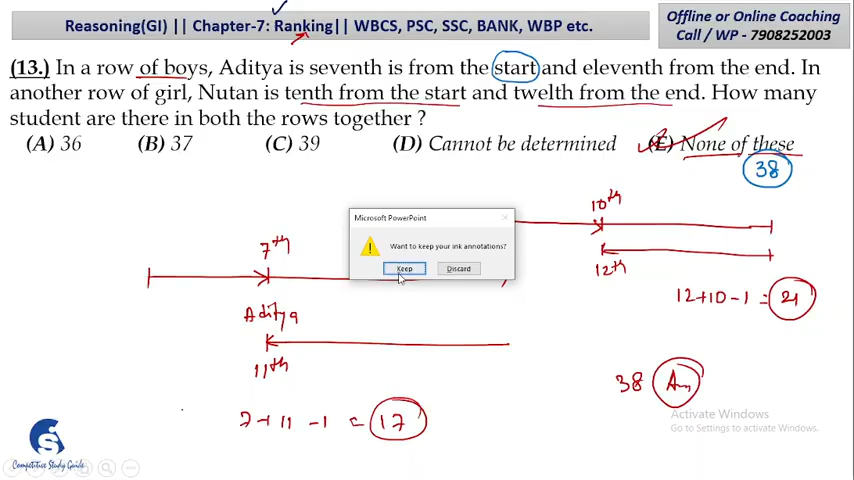 Reasoning(GI) || Chapter-7: Ranking|| WBCS, PSC, SSC, BANK, WBP etc.
Offline or Online Coaching
Call / WP - 7908252003
(13.) In a row of boys, Aditya is seventh is from the start and eleventh from the end. In
another row of girl, Nutan is tenth from the start and twelth from the end. How many
student are there in both the rows together ?
(A) 36 (B) 37 (C) 39 (D) Cannot be determined (E) None of these
38
10th
Microsoft PowerPoint
Want to keep your ink annotations?
Keep Discard
7th
12th
12+10-1 = 21
Aditya
11th
38 Ans
7+11-1 = 17
Activate Windows
Go to Settings to activate Windows.
Competitive Study Guide